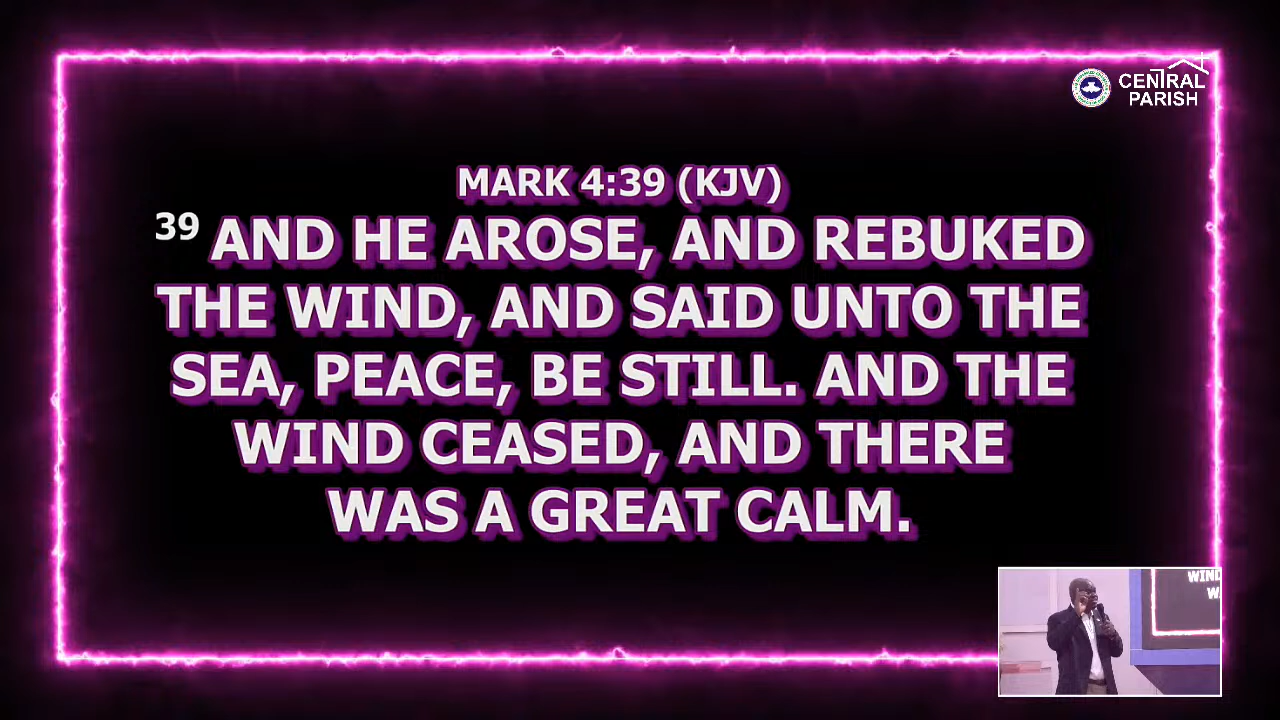 CENTRAL
PARISH
MARK 4:39 (KJV)
39 AND HE AROSE, AND REBUKED
THE WIND, AND SAID UNTO THE
SEA, PEACE, BE STILL. AND THE
WIND CEASED, AND THERE
WAS A GREAT CALM.
WIND